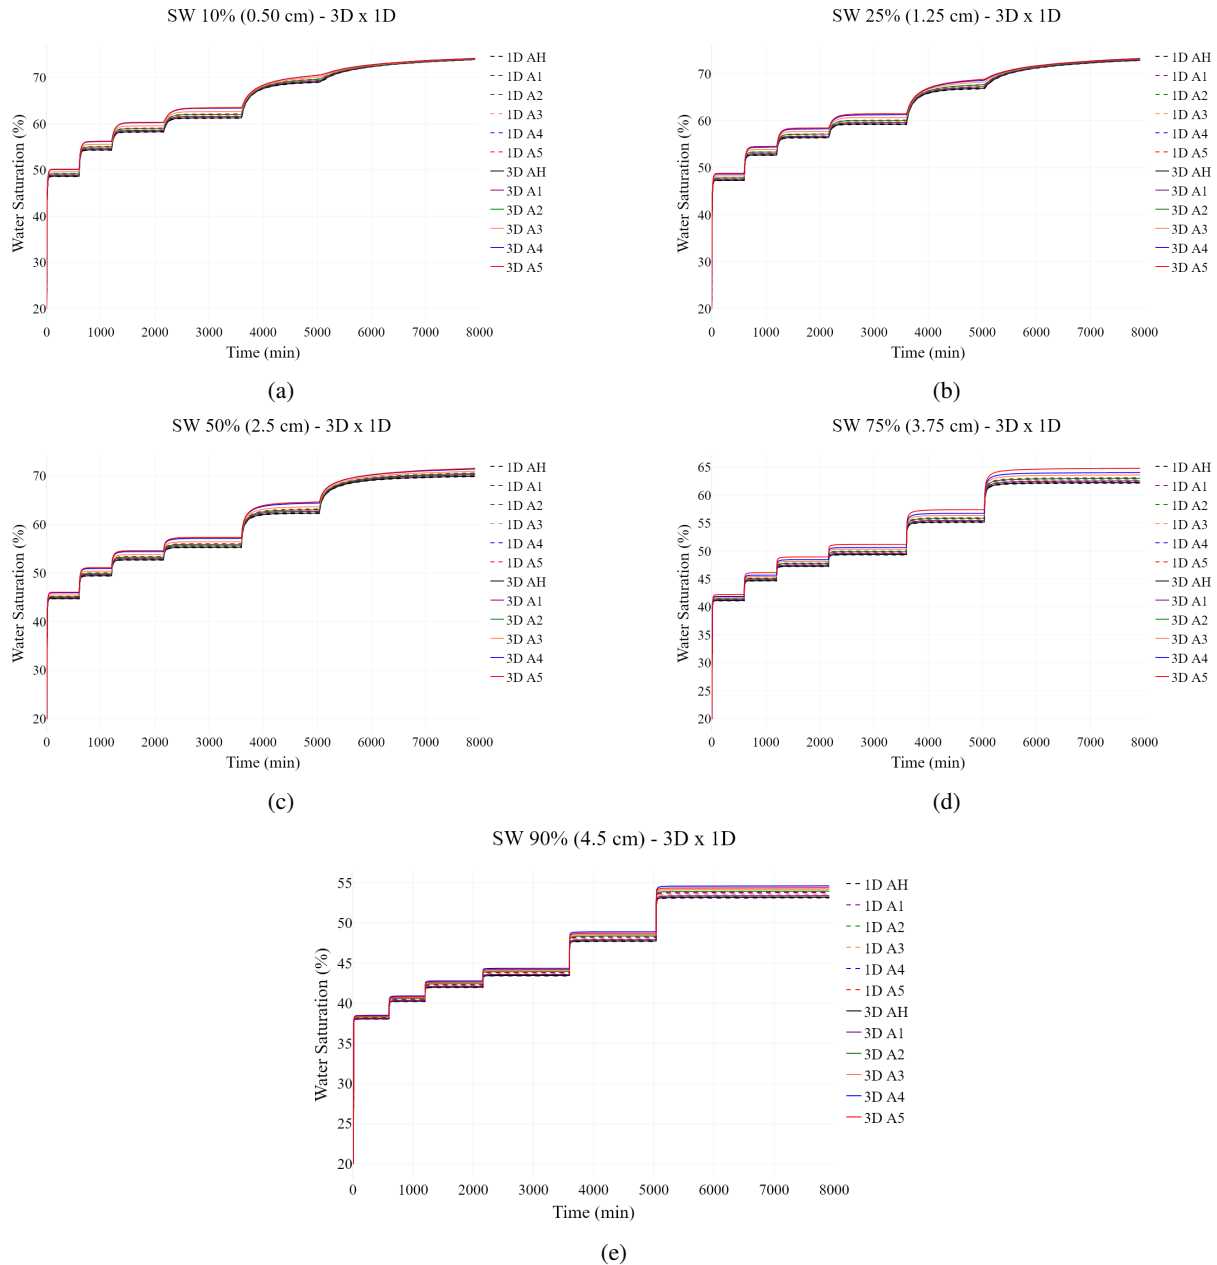 SW 10% (0.50 cm) - 3D x 1D
Water Saturation (%)
70
60
50
40
30
20
0 1000 2000 3000 4000 5000 6000 7000 8000
Time (min)
1D AH
1D A1
1D A2
1D A3
1D A4
1D A5
3D AH
3D A1
3D A2
3D A3
3D A4
3D A5
(a)
SW 25% (1.25 cm) - 3D x 1D
Water Saturation (%)
70
60
50
40
30
20
0 1000 2000 3000 4000 5000 6000 7000 8000
Time (min)
1D AH
1D A1
1D A2
1D A3
1D A4
1D A5
3D AH
3D A1
3D A2
3D A3
3D A4
3D A5
(b)
SW 50% (2.5 cm) - 3D x 1D
Water Saturation (%)
70
60
50
40
30
20
0 1000 2000 3000 4000 5000 6000 7000 8000
Time (min)
1D AH
1D A1
1D A2
1D A3
1D A4
1D A5
3D AH
3D A1
3D A2
3D A3
3D A4
3D A5
(c)
SW 75% (3.75 cm) - 3D x 1D
Water Saturation (%)
65
60
55
50
45
40
35
30
25
20
0 1000 2000 3000 4000 5000 6000 7000 8000
Time (min)
1D AH
1D A1
1D A2
1D A3
1D A4
1D A5
3D AH
3D A1
3D A2
3D A3
3D A4
3D A5
(d)
SW 90% (4.5 cm) - 3D x 1D
Water Saturation (%)
55
50
45
40
35
30
25
20
0 1000 2000 3000 4000 5000 6000 7000 8000
Time (min)
1D AH
1D A1
1D A2
1D A3
1D A4
1D A5
3D AH
3D A1
3D A2
3D A3
3D A4
3D A5
(e)